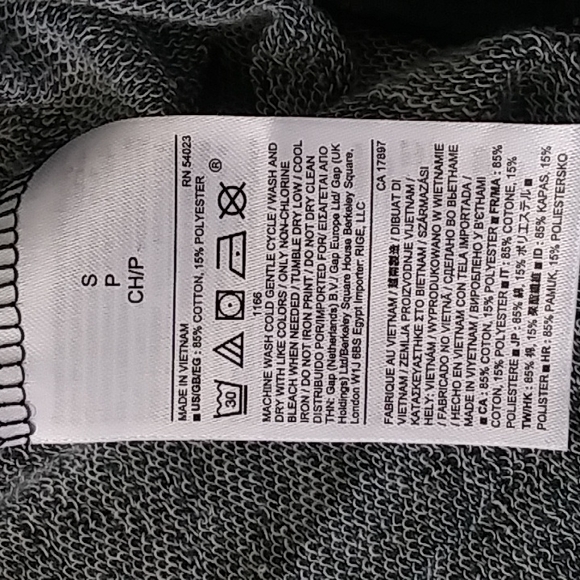 S
P
CH/P
RN 54023
MADE IN VIETNAM
■ US/GB/EG: 85% COTTON, 15% POLYESTER
®
30
1166
MACHINE WASH COLD GENTLE CYCLE / WASH AND
DRY WITH LIKE COLORS / ONLY NON-CHLORINE
BLEACH WHEN NEEDED / TUMBLE DRY LOW / COOL
IRON / DO NOT IRON PRINT / DO NOT DRY CLEAN
DISTRIBUIDO POR/IMPORTED FOR/ ΕΙΣΑΓΕΤΑΙ ΑΠΟ
THN: Gap (Netherlands) B.V./ Gap Europe Ltd/ Gap (UK
Holdings) Ltd/Berkeley Square House Berkeley Square,
London W1J 6BS Egypt Importer: RIGE, LLC
CA 17897
FABRIQUE AU VIETNAM / 越南製造 / DIBUAT DI
VIETNAM / ZEMLJA PROIZVODNJE VIJETNAM /
ΚΑΤΑΣΚΕΥΑΣΤΗΚΕ ΣΤΟ ΒΙΕΤΝΑΜ / SZÁRMAZÁSI
HELY: VIETNÁM / WYPRODUKOWANO W WIETNAMIE
/ FABRICADO NO VIETNÃ / СДЕЛАНО ВО ВЬЕТНАМЕ
/ HECHO EN VIETNAM CON TELA IMPORTADA /
MADE IN VIYETNAM / ВИРОБЛЕНО У В'ЄТНАМІ
■ CA: 85% COTTON, 15% POLYESTER ■ FR/MA: 85%
COTON, 15% POLYESTER ■ IT: 85% COTONE, 15%
POLIESTERE ■ JP: 85% 綿, 15% ポリエステル ■
TW/HK: 85% 棉, 15% 聚酯纖維 ■ ID: 85% KAPAS, 15%
POLISTER ■ HR: 85% PAMUK, 15% POLIESTERSKO